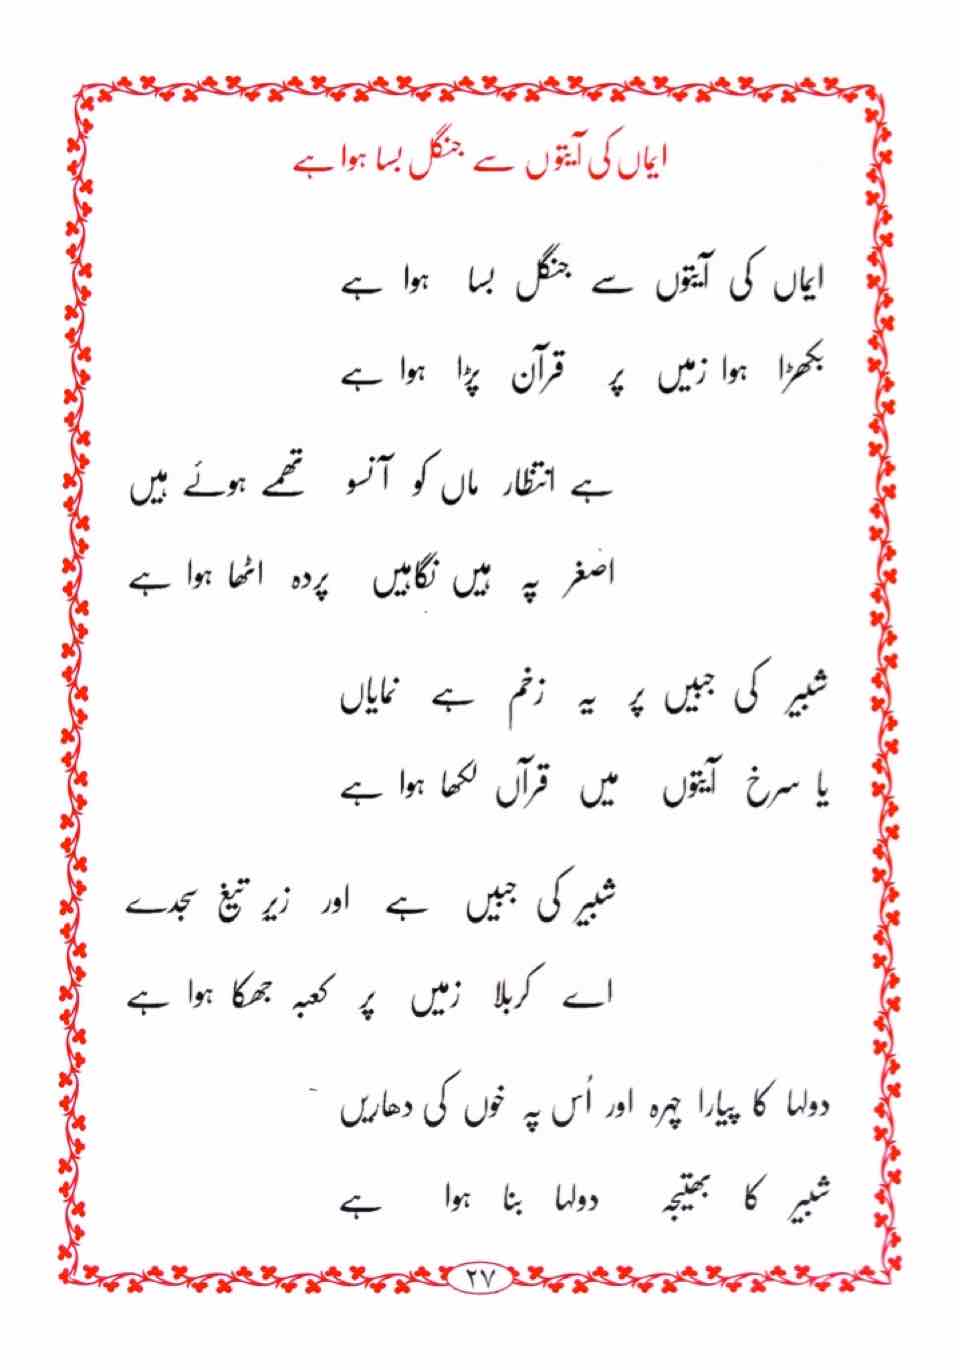 ایماں کی آیتوں سے جنگل بسا ہوا ہے
ایماں کی آیتوں سے جنگل بسا ہوا ہے
بکھڑا ہوا زمیں پر قرآن پڑا ہوا ہے
ہے انتظار ماں کو آنسو تھمے ہوئے ہیں
اصغر پہ ہیں نگاہیں پردہ اٹھا ہوا ہے
شبیر کی جبیں پر یہ زخم ہے نمایاں
یا سرخ آیتوں میں قرآں لکھا ہوا ہے
شبیر کی جبیں ہے اور زیر تیغ سجدے
اے کربلا زمیں پر کعبہ جھکا ہوا ہے
دولہا کا پیارا چہرہ اور اُس پہ خوں کی دھاریں
شبیر کا بھتیجہ دولہا بنا ہوا ہے
۲۷